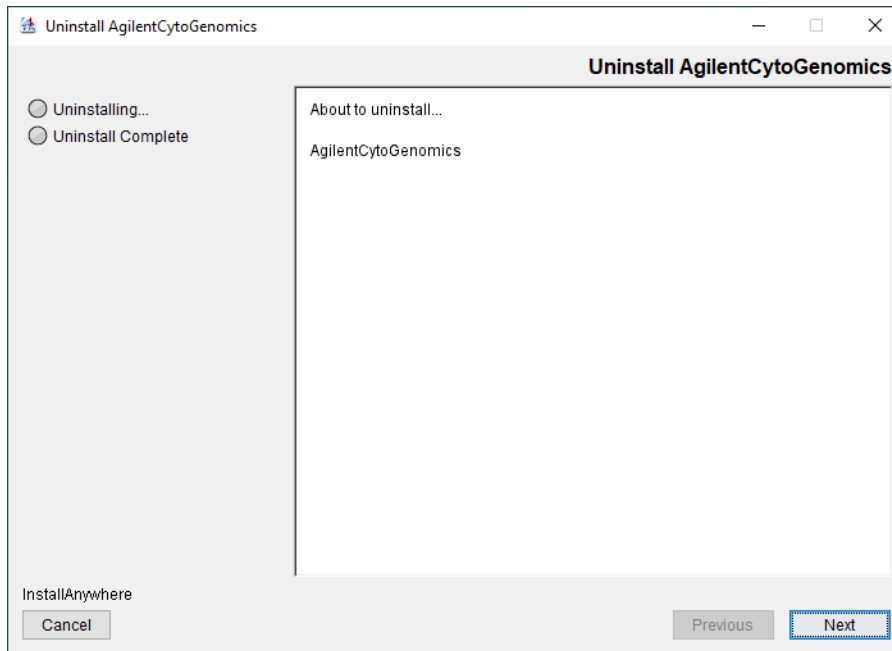 Uninstall AgilentCytoGenomics
Uninstall AgilentCytoGenomics
Uninstalling...
Uninstall Complete
About to uninstall...
AgilentCytoGenomics
InstallAnywhere
Cancel
Previous
Next